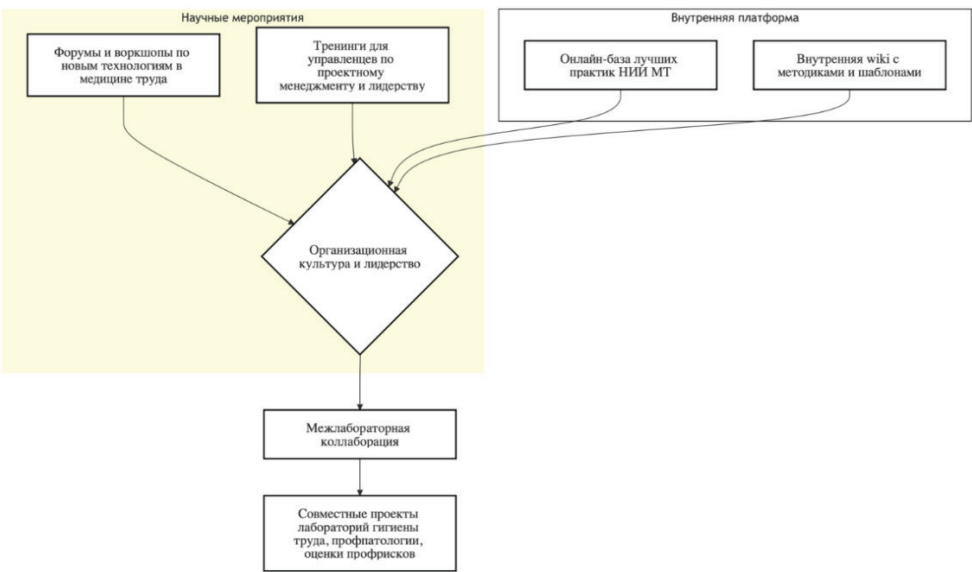 Научные мероприятия
Форумы и воркшопы по
новым технологиям в
медицине труда
Тренинги для
управленцев по
проектному
менеджменту и лидерству
Внутренняя платформа
Онлайн-база лучших
практик НИИ МТ
Внутренняя wiki с
методиками и шаблонами
Организационная
культура и лидерство
Межлабораторная
коллаборация
Совместные проекты
лабораторий гигиены
труда, профпатологии,
оценки профрисков